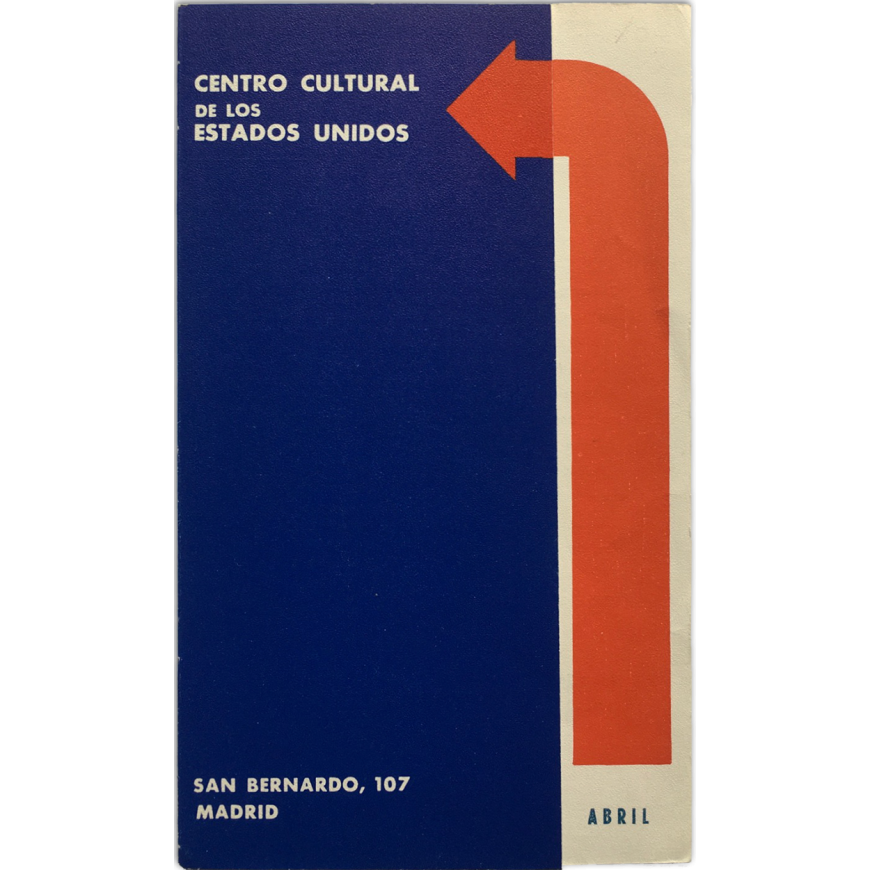 CENTRO CULTURAL
DE LOS
ESTADOS UNIDOS
SAN BERNARDO, 107
MADRID
ABRIL